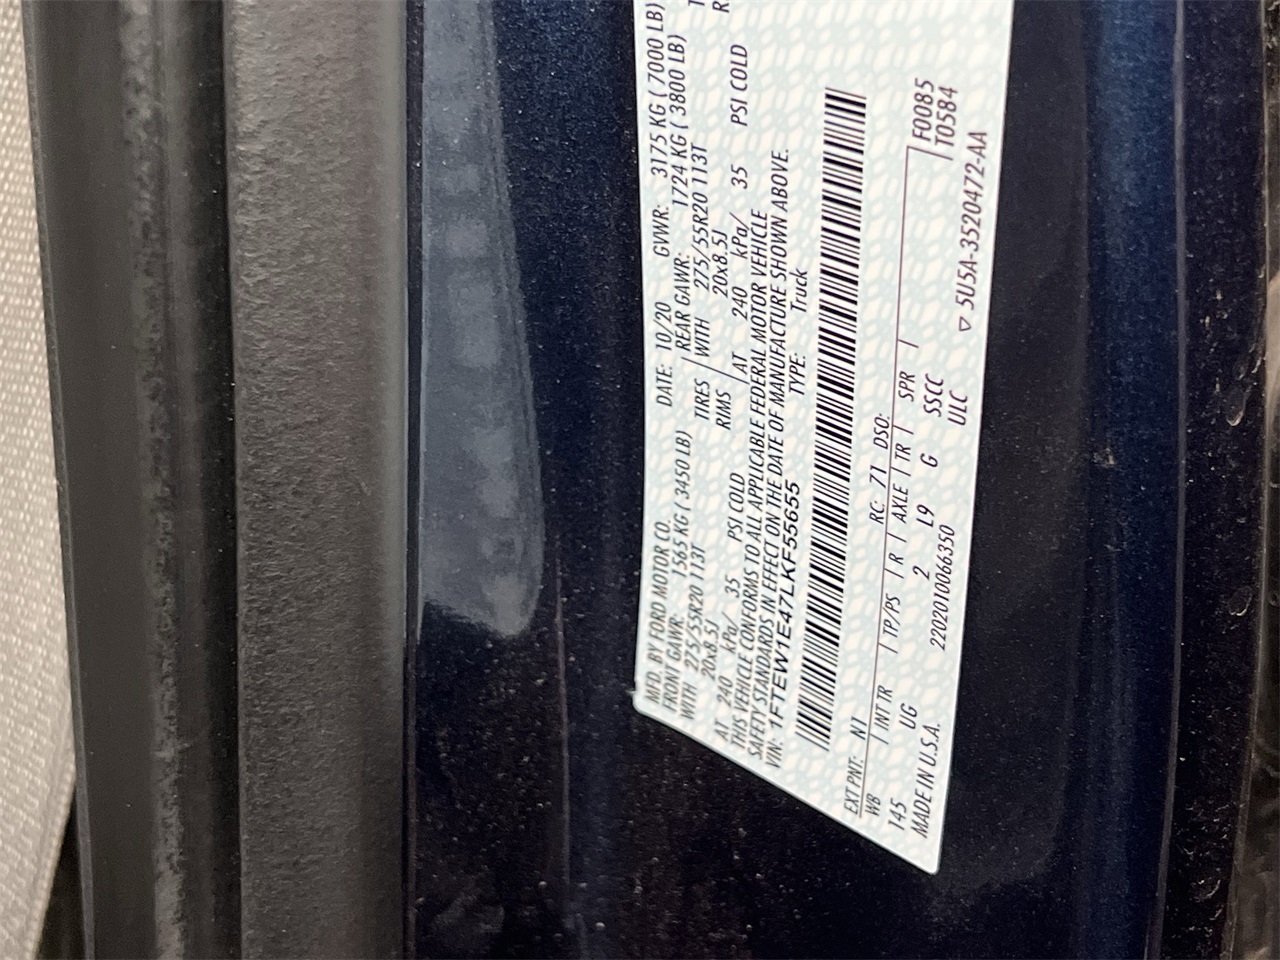 MFD. BY FORD MOTOR CO.
DATE: 10/20 GVWR: 3175 KG ( 7000 LB)
FRONT GAWR: 1565 KG ( 3450 LB)
REAR GAWR: 1724 KG ( 3800 LB)
WITH 275/55R20 113T TIRES WITH 275/55R20 113T
20x8.5J RIMS 20x8.5J
AT 240 kPa/ 35 PSI COLD AT 240 kPa/ 35 PSI COLD
THIS VEHICLE CONFORMS TO ALL APPLICABLE FEDERAL MOTOR VEHICLE
SAFETY STANDARDS IN EFFECT ON THE DATE OF MANUFACTURE SHOWN ABOVE.
VIN: 1FTEW1E47LKF55655 TYPE: Truck
EXT PNT: N1 RC: 71 DSO:
F0085
WB | INT TR | TP/PS | R | AXLE | TR | SPR |
T0584
145 UG 2 L9 G SSCC
MADE IN U.S.A. 2202010066350 ULC
▽ 5U5A-3520472-AA